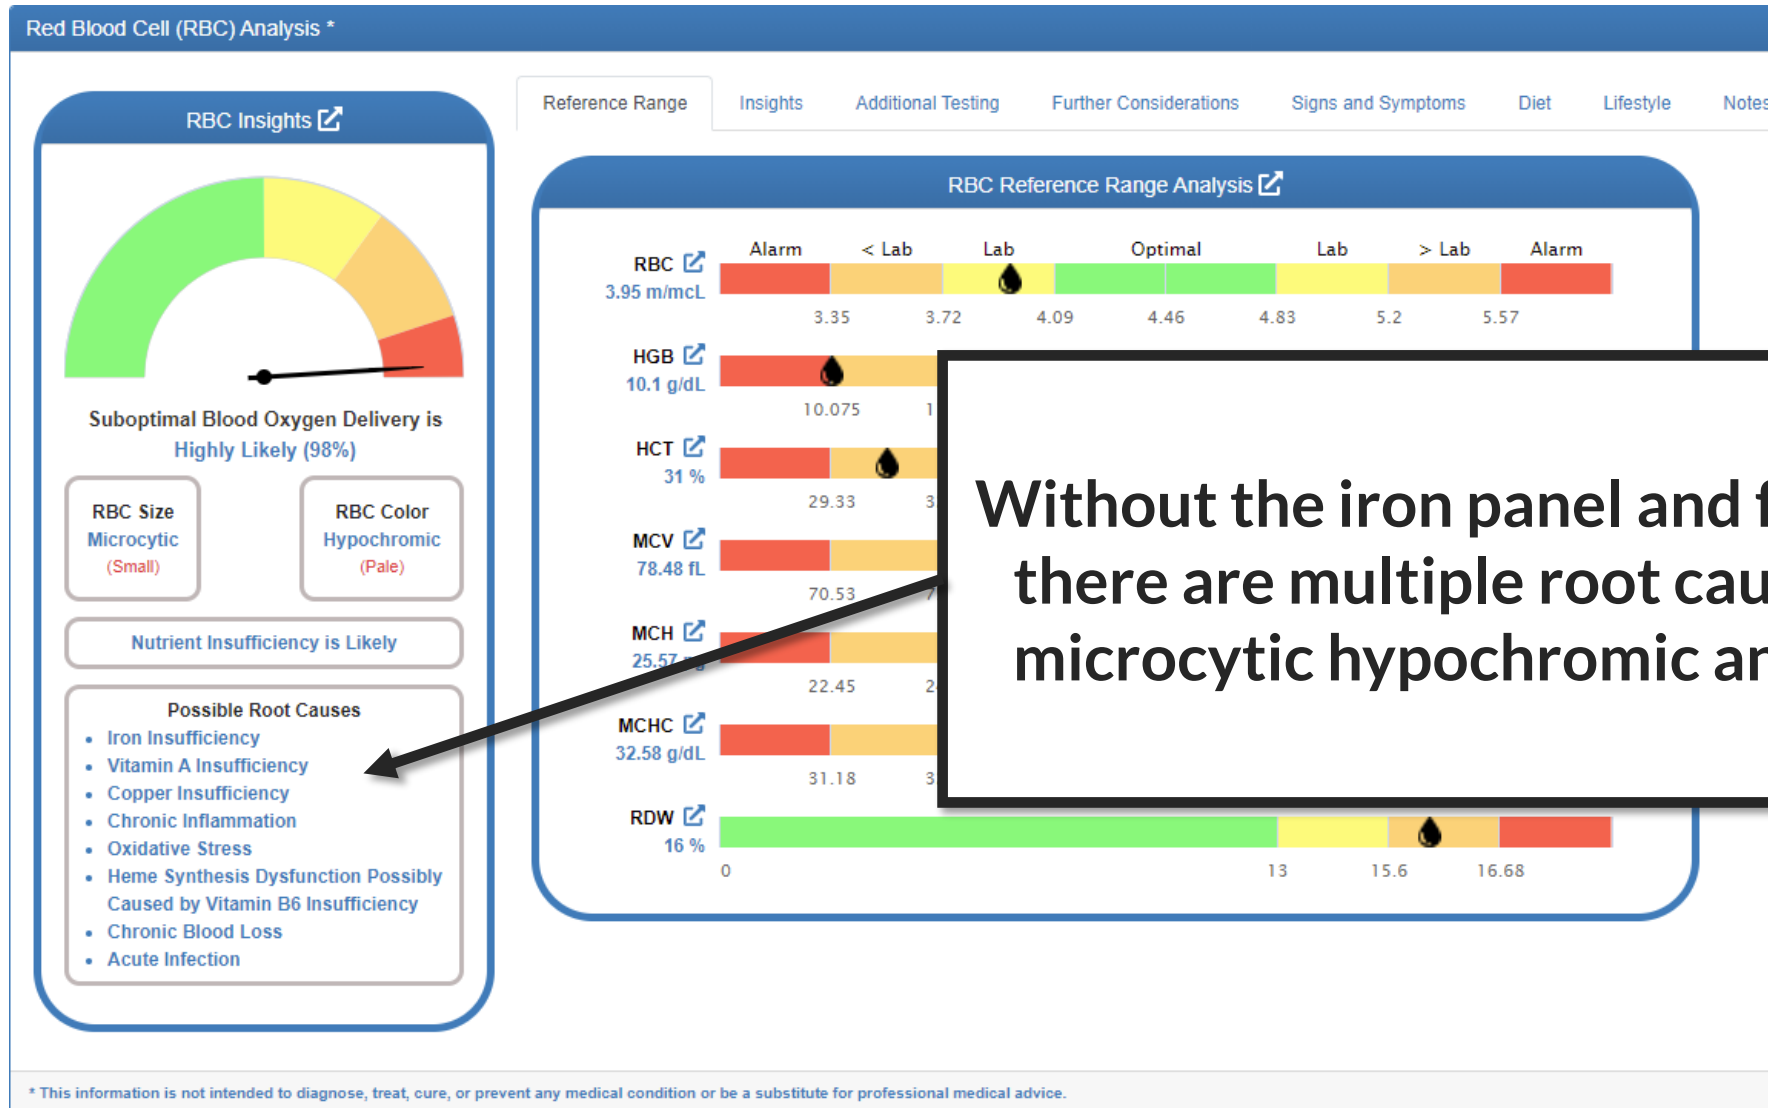 Red Blood Cell (RBC) Analysis *
RBC Insights
Suboptimal Blood Oxygen Delivery is
Highly Likely (98%)
RBC Size
Microcytic
(Small)
RBC Color
Hypochromic
(Pale)
Nutrient Insufficiency is Likely
Possible Root Causes
• Iron Insufficiency
• Vitamin A Insufficiency
• Copper Insufficiency
• Chronic Inflammation
• Oxidative Stress
• Heme Synthesis Dysfunction Possibly
Caused by Vitamin B6 Insufficiency
• Chronic Blood Loss
• Acute Infection
Reference Range Insights Additional Testing Further Considerations Signs and Symptoms Diet Lifestyle Notes
RBC Reference Range Analysis
Alarm < Lab Lab Optimal Lab > Lab Alarm
RBC
3.95 m/mcL
3.35 3.72 4.09 4.46 4.83 5.2 5.57
HGB
10.1 g/dL
10.075
HCT
31 %
29.33
MCV
78.48 fL
70.53
MCH
25.57
22.45
MCHC
32.58 g/dL
31.18
RDW
16 %
0 13 15.6 16.68
Without the iron panel and
there are multiple root
microcytic hypochromic
* This information is not intended to diagnose, treat, cure, or prevent any medical condition or be a substitute for professional medical advice.